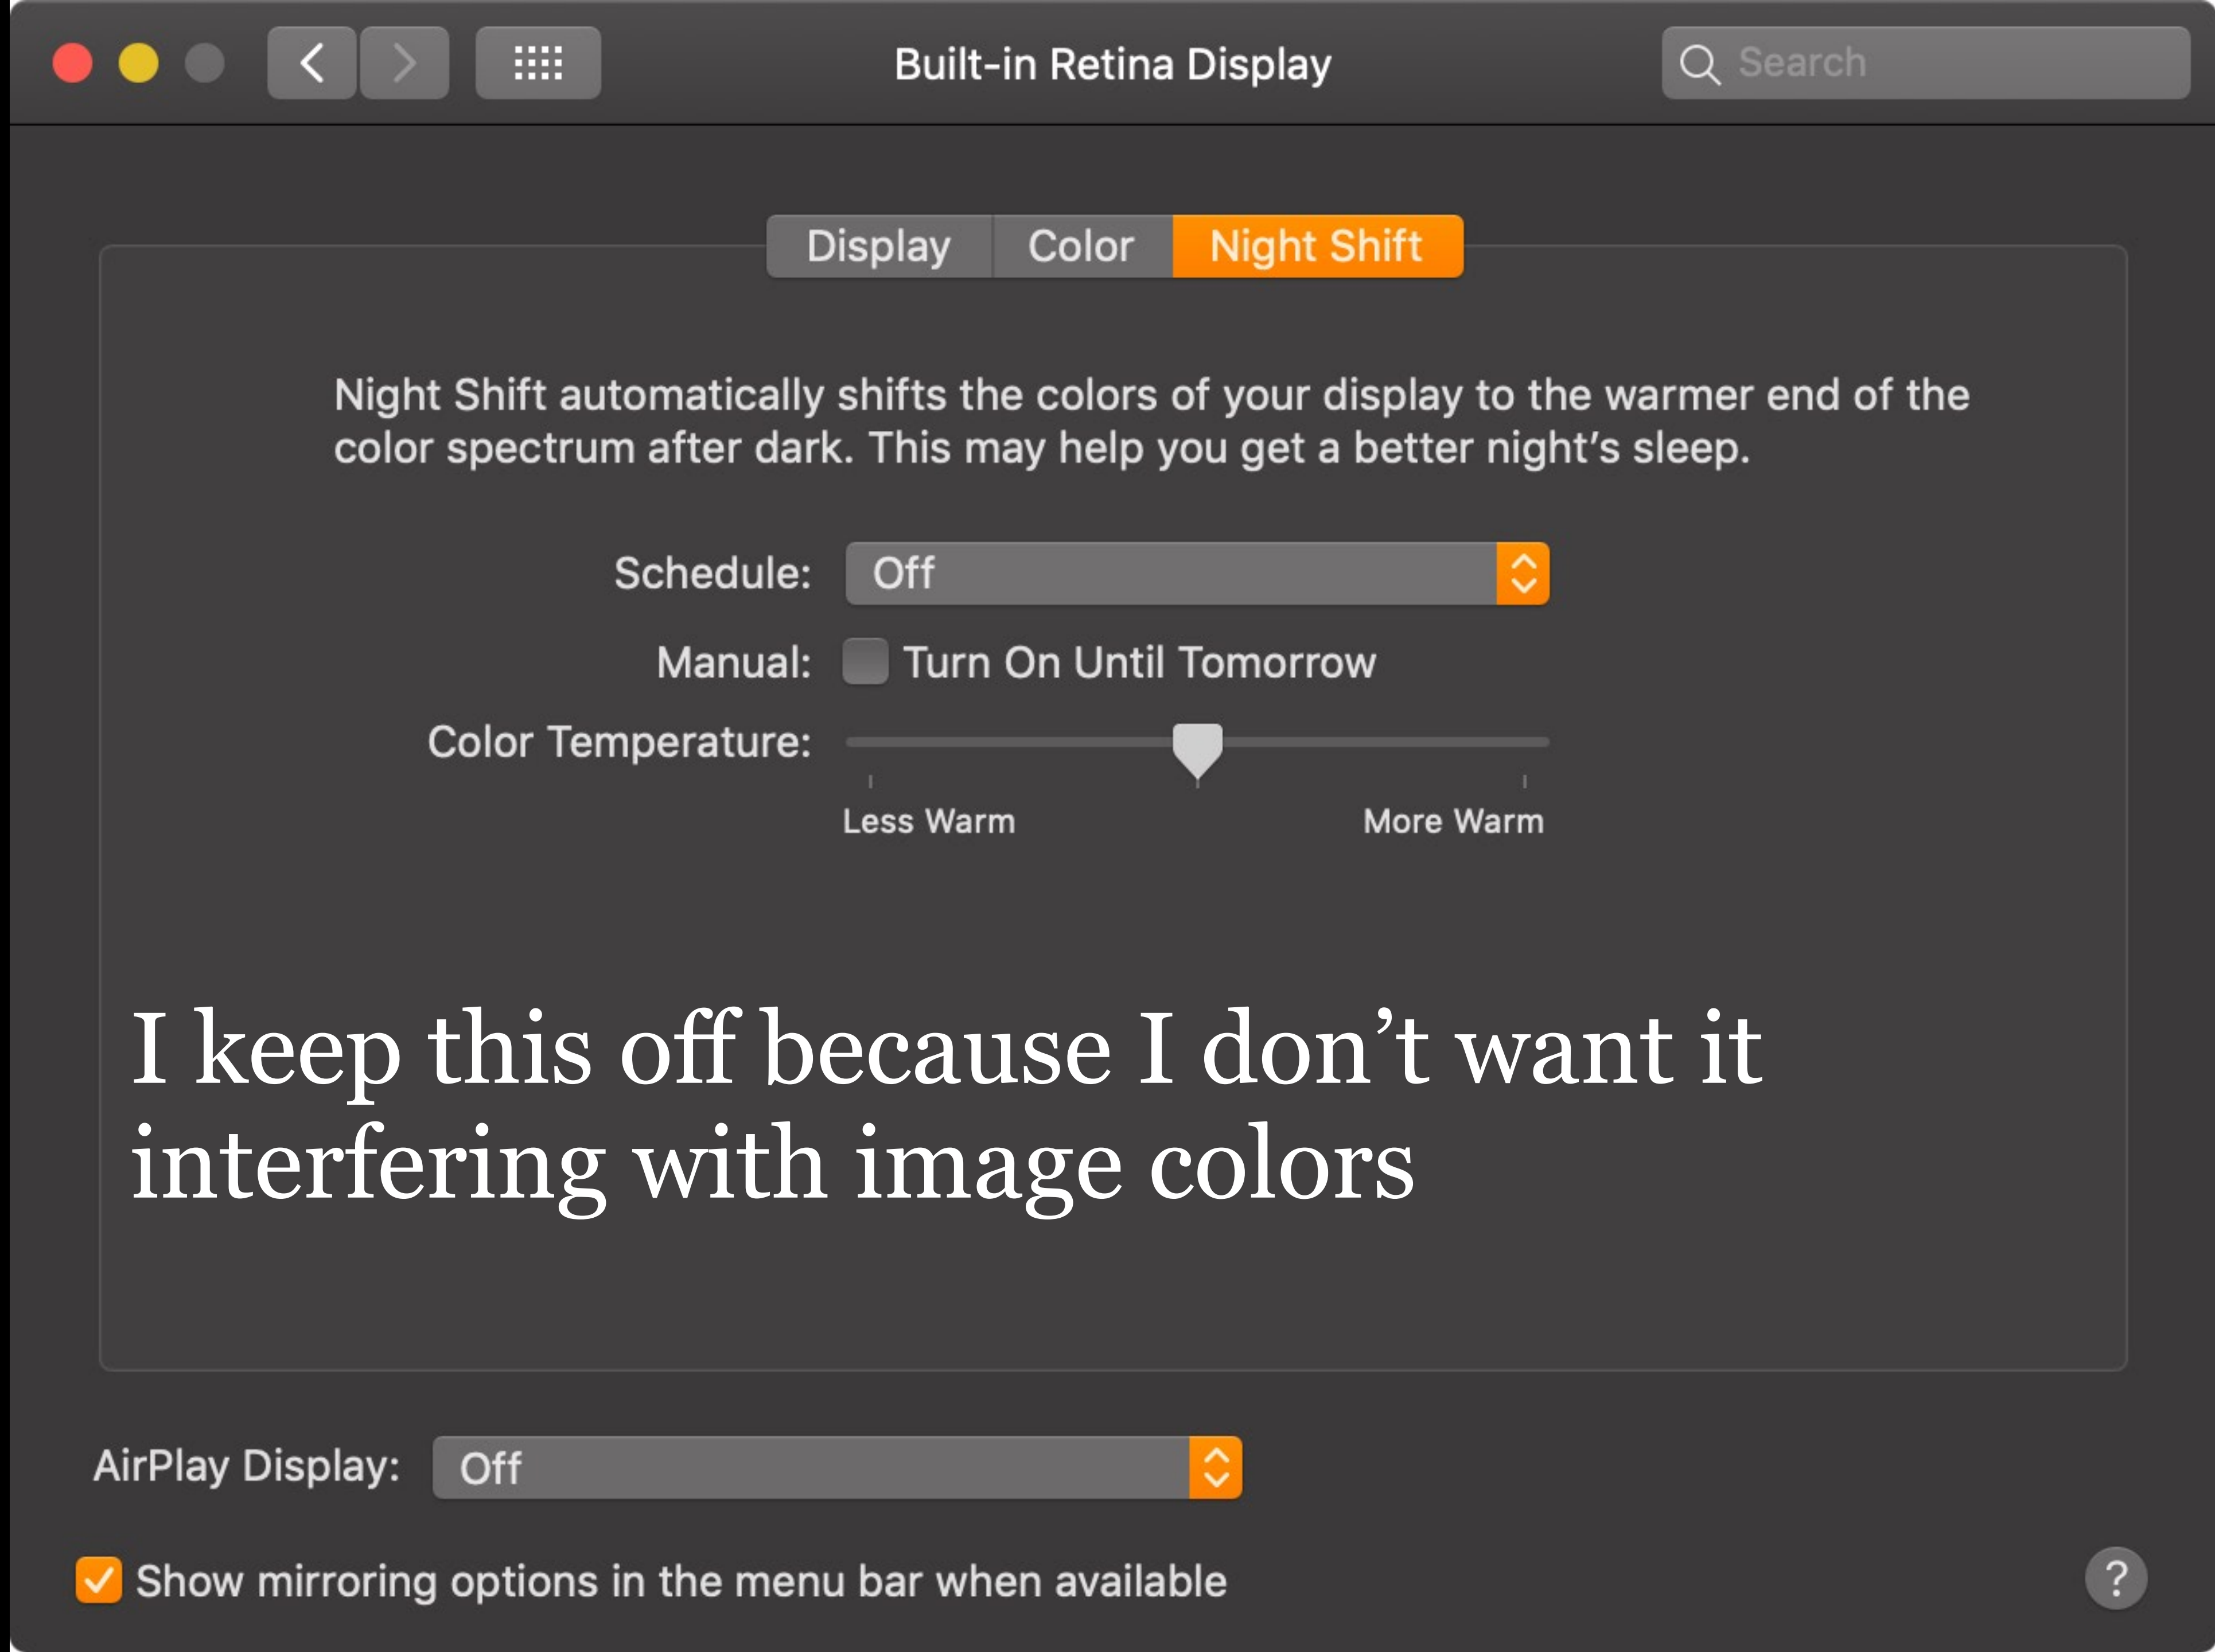 Built-in Retina Display
Search
Display
Color
Night Shift
Night Shift automatically shifts the colors of your display to the warmer end of the
color spectrum after dark. This may help you get a better night's sleep.
Schedule: Off
Manual: Turn On Until Tomorrow
Color Temperature:
Less Warm
More Warm
I keep this off because I don’t want it
interfering with image colors
AirPlay Display: Off
Show mirroring options in the menu bar when available
?